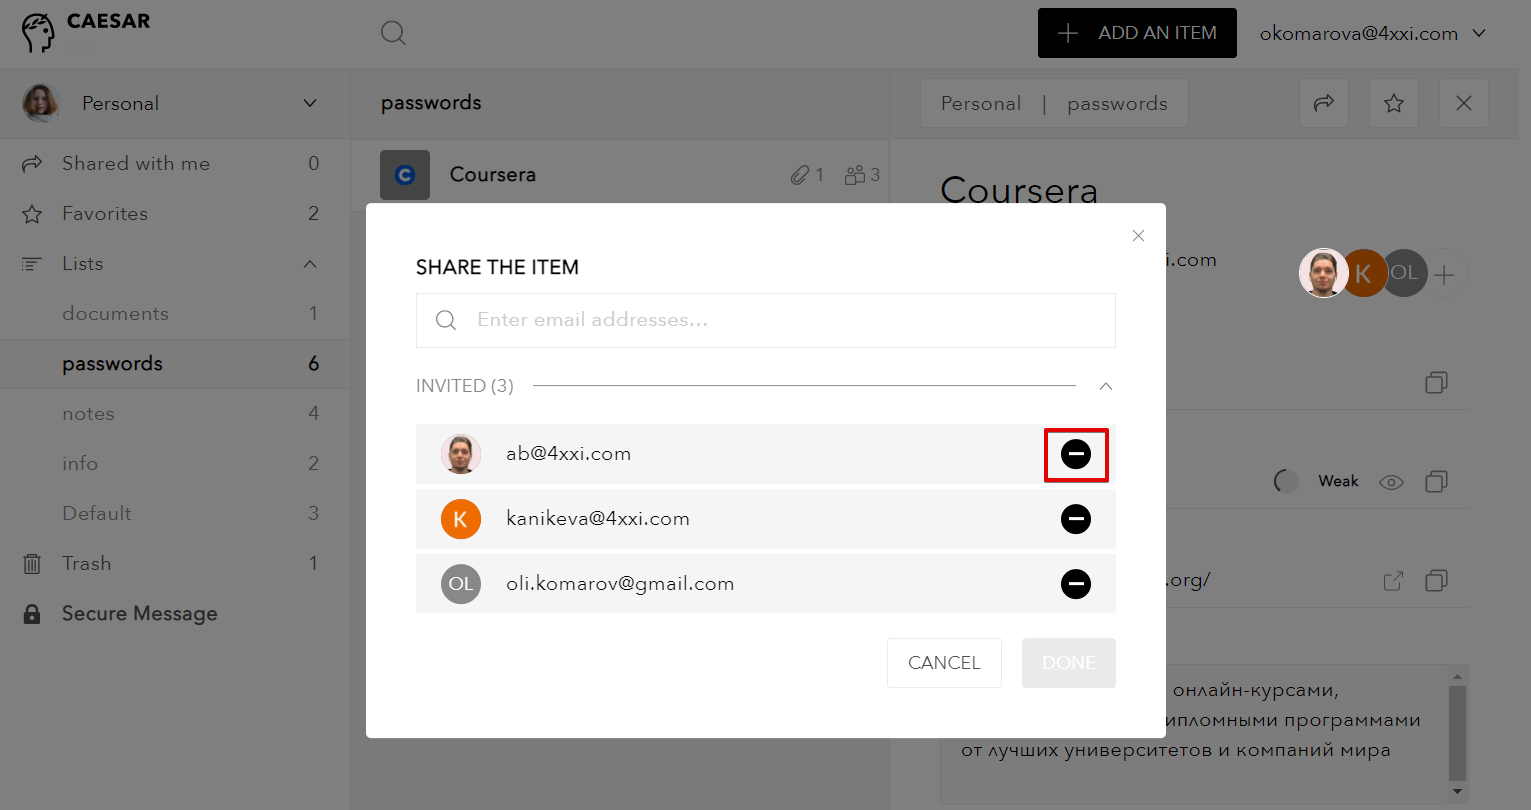 CAESAR
ADD AN ITEM
okomarova@4xxi.com
Personal
passwords
Personal | passwords
Shared with me 0
Favorites 2
Lists
documents 1
passwords 6
notes 4
info 2
Default 3
Trash 1
Secure Message
C
Coursera
1
3
Coursera
i.com
K
OL
Weak
.org/
онлайн-курсами,
ипломными программами
от лучших университетов и компаний мира
SHARE THE ITEM
Enter email addresses...
INVITED (3)
ab@4xxi.com
K
kanikeva@4xxi.com
OL
oli.komarov@gmail.com
CANCEL
DONE